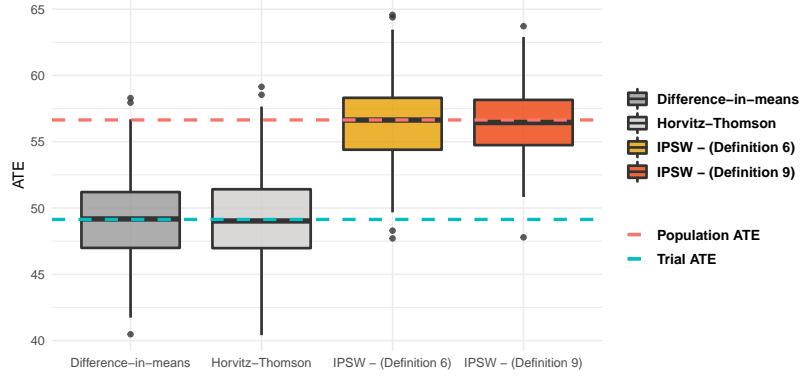 65
60
55
50
45
40
ATE
Difference−in−means
Horvitz−Thomson
IPSW − (Definition 6)
IPSW − (Definition 9)
Difference−in−means
Horvitz−Thomson
IPSW − (Definition 6)
IPSW − (Definition 9)
Population ATE
Trial ATE